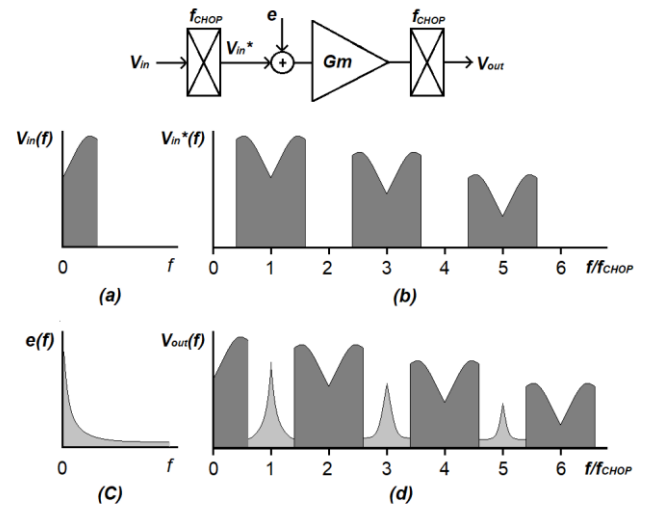 f_CHOP e f_CHOP
V_in V_in* + Gm V_out
V_in(f) V_in*(f)
0 f 0 1 2 3 4 5 6 f/f_CHOP
(a) (b)
e(f) V_out(f)
0 f 0 1 2 3 4 5 6 f/f_CHOP
(C) (d)